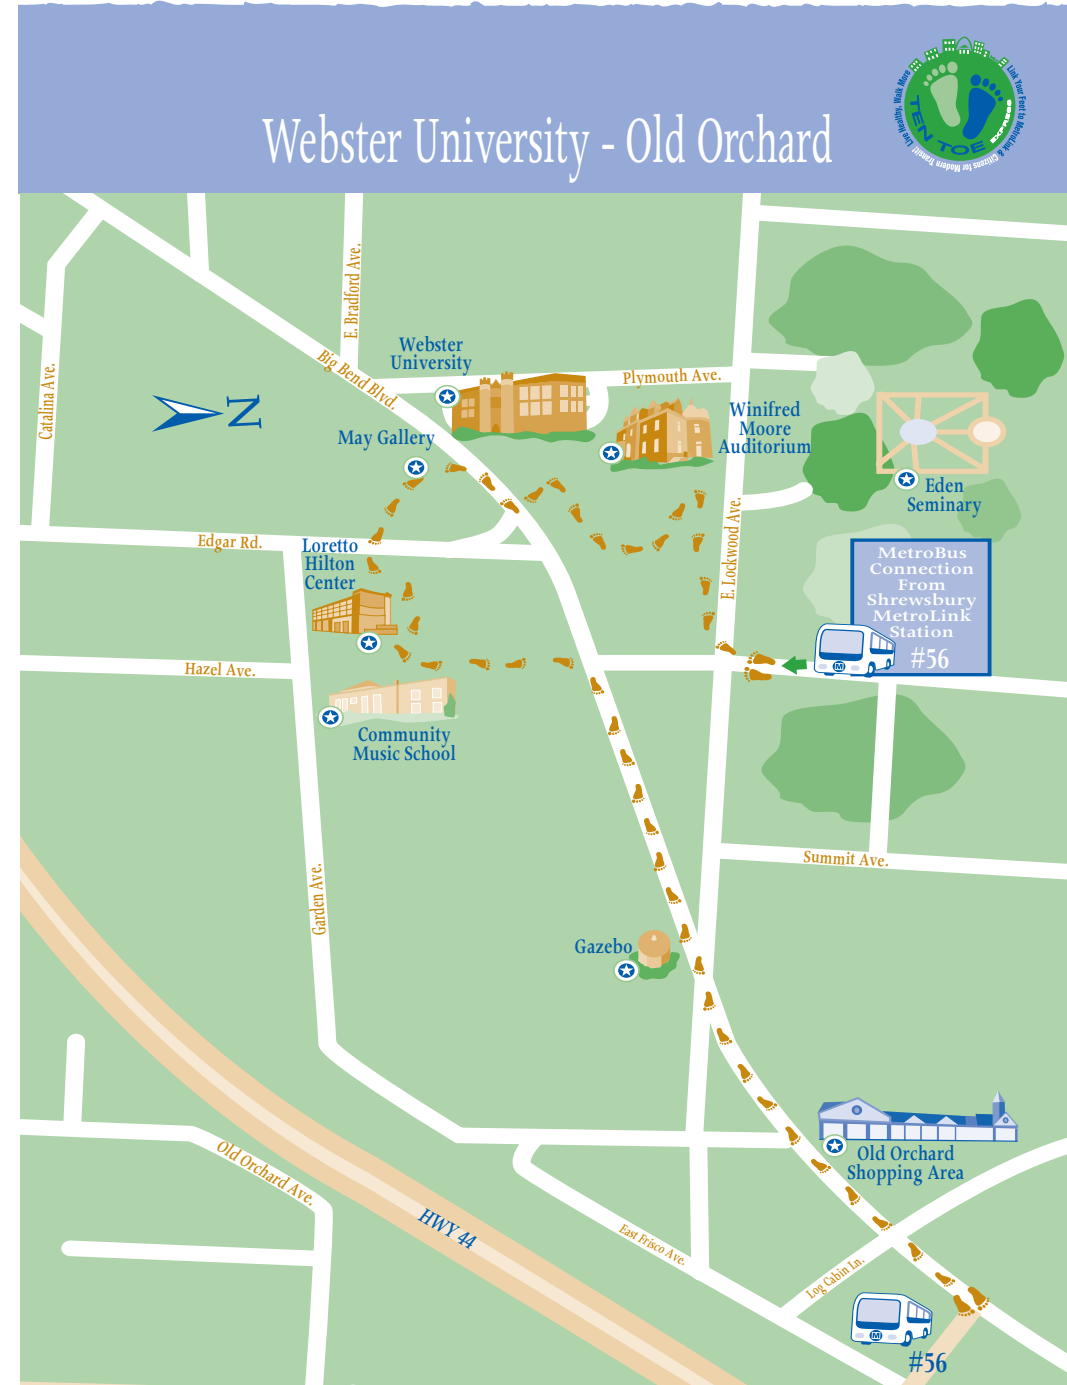 Webster University - Old Orchard
Live Healthy, Walk More
Link Your Feet to MetroLink &
Citizens for Modern Transit!
TEN TOE
EXPRESS
E. Bradford Ave.
Big Bend Blvd.
Catalina Ave.
N
Webster
University
Plymouth Ave.
May Gallery
Winifred
Moore
Auditorium
Eden
Seminary
E. Lockwood Ave.
Edgar Rd.
Loretto
Hilton
Center
MetroBus
Connection
From
Shrewsbury
MetroLink
Station
#56
M
Hazel Ave.
Community
Music School
Summit Ave.
Garden Ave.
Gazebo
Old Orchard
Shopping Area
Old Orchard Ave.
HWY 44
East Frisco Ave.
Log Cabin Ln.
M
#56